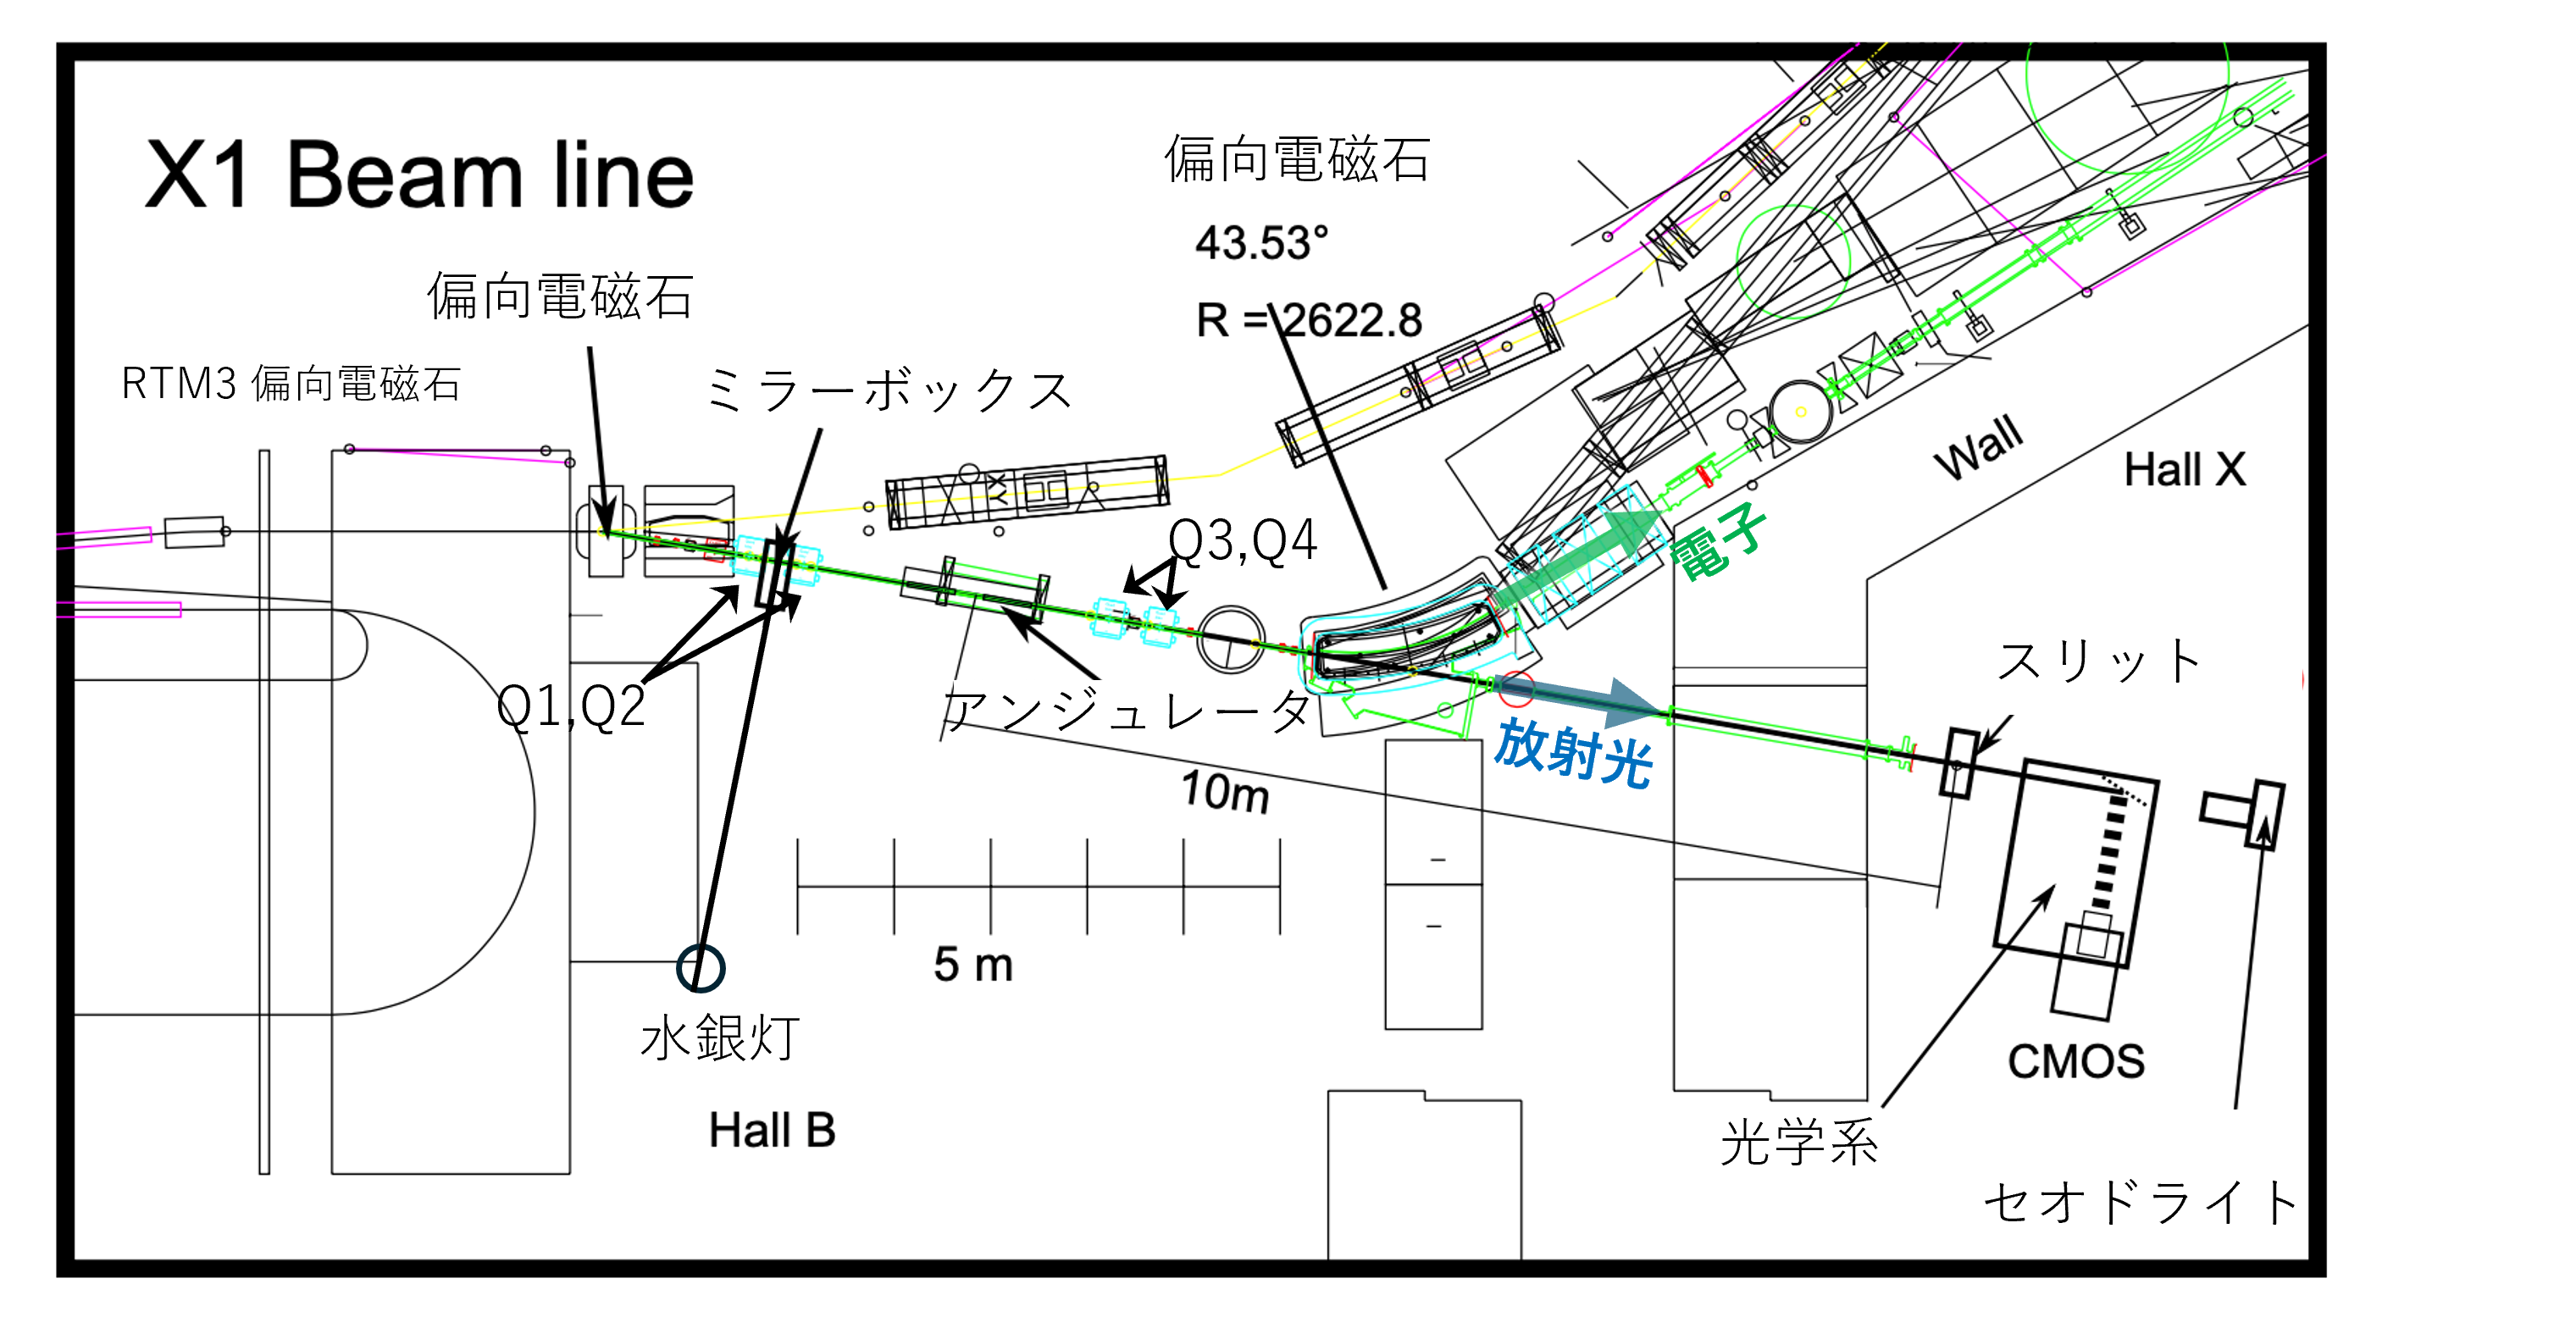 X1 Beam line
偏向電磁石
43.53°
R = 2622.8
偏向電磁石
RTM3 偏向電磁石
ミラーボックス
Wall
Hall X
XY
Q3,Q4
電子
スリット
Q1,Q2
アンジュレータ
放射光
10m
5 m
水銀灯
CMOS
Hall B
光学系
セオドライト